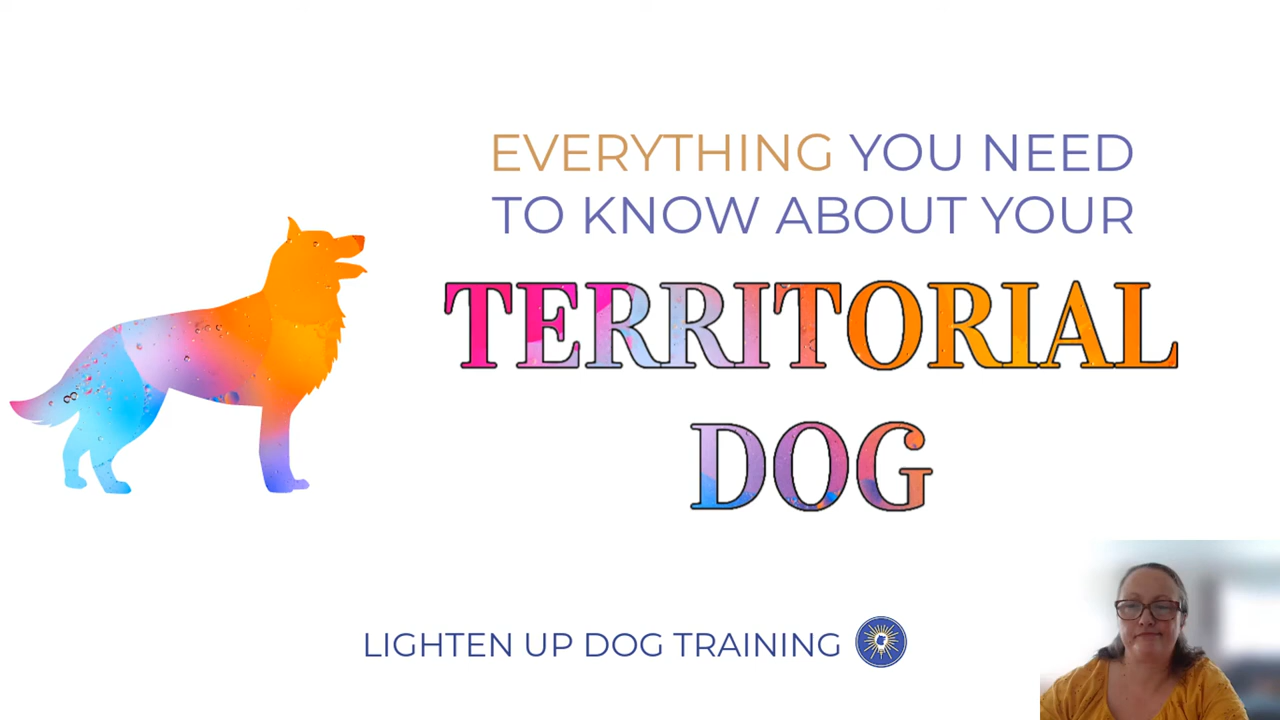 EVERYTHING YOU NEED
TO KNOW ABOUT YOUR
TERRITORIAL
DOG
LIGHTEN UP DOG TRAINING